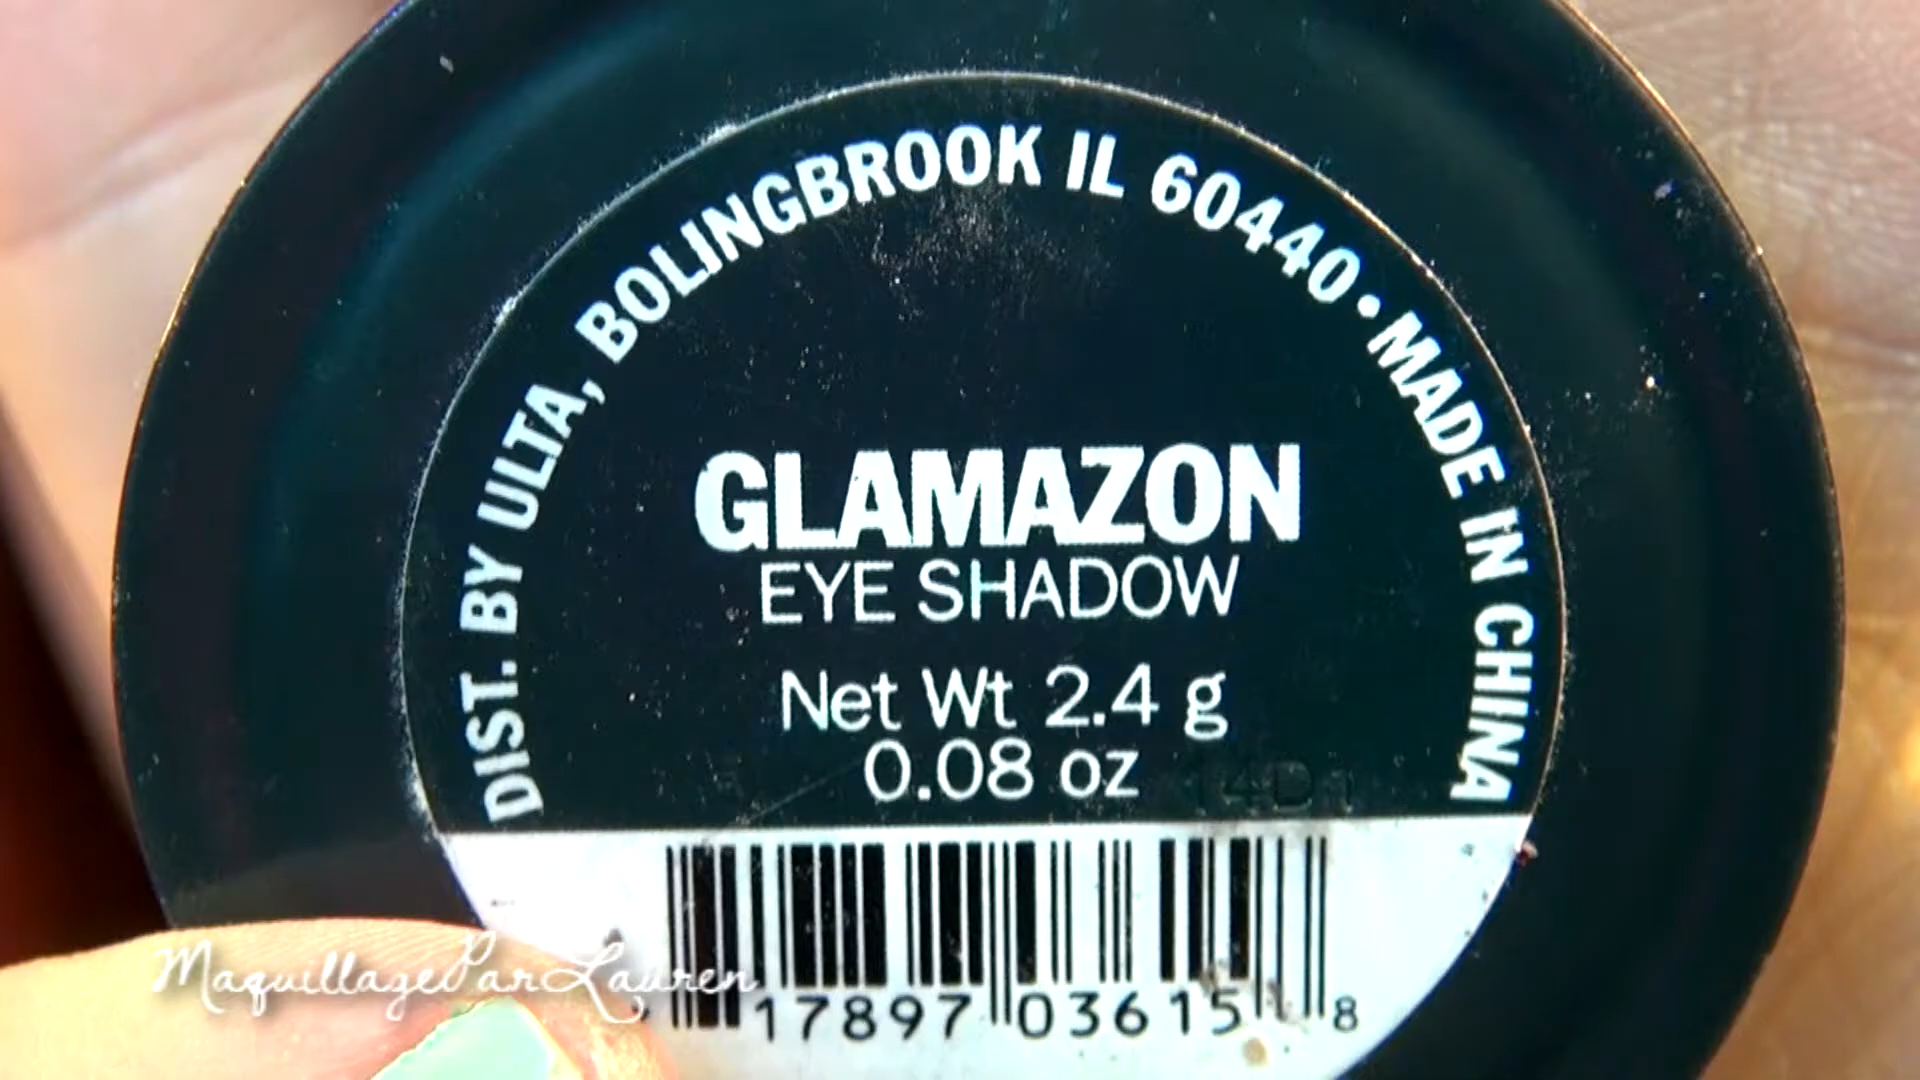 DIST. BY ULTA, BOLINGBROOK IL 60440 • MADE IN CHINA
GLAMAZON
EYE SHADOW
Net Wt 2.4 g
0.08 oz
14D1
17897 03615 8
MaquillageParLauren